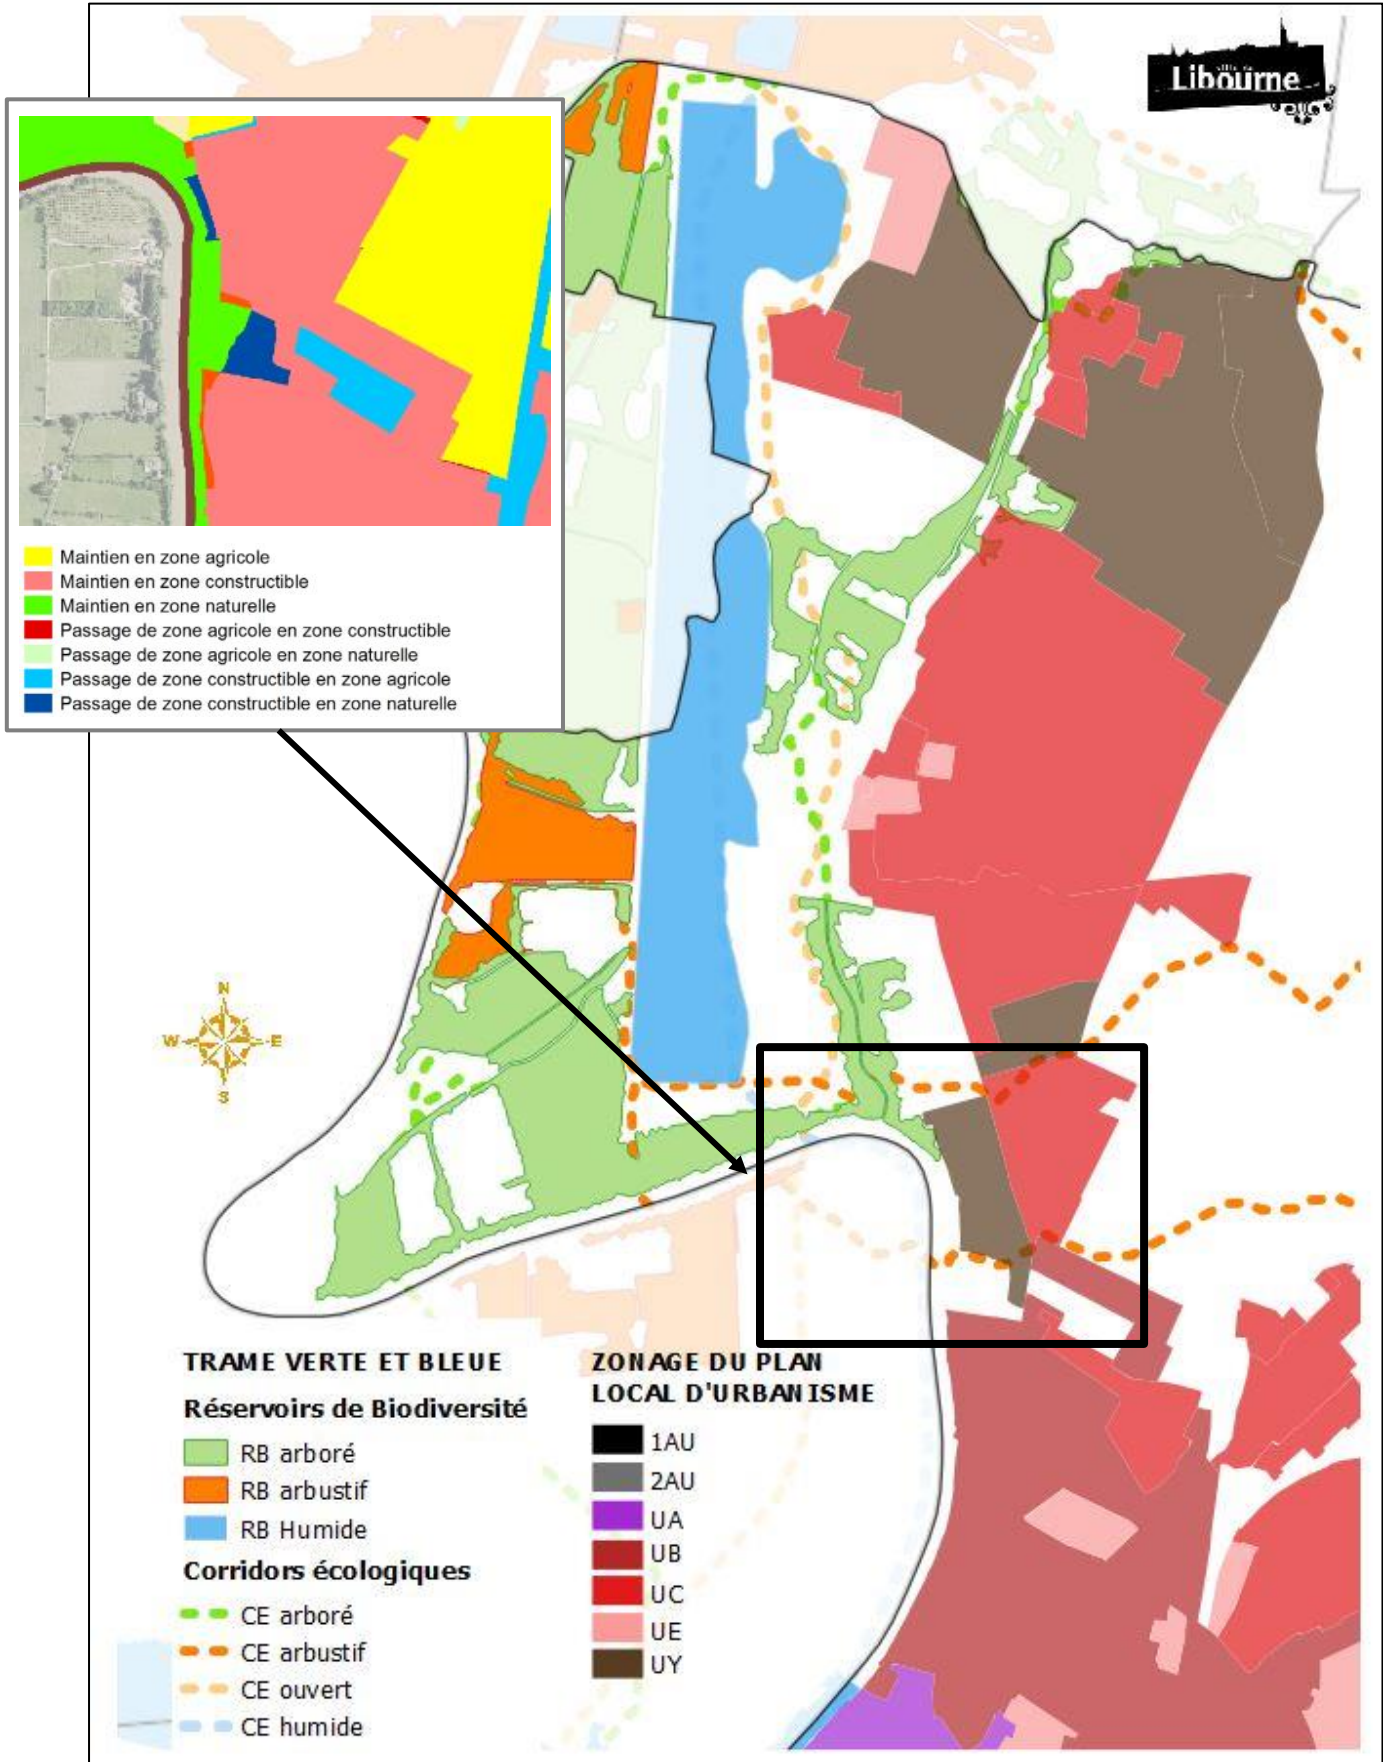 ville de
Libourne
Maintien en zone agricole
Maintien en zone constructible
Maintien en zone naturelle
Passage de zone agricole en zone constructible
Passage de zone agricole en zone naturelle
Passage de zone constructible en zone agricole
Passage de zone constructible en zone naturelle
N
W
E
S
TRAME VERTE ET BLEUE
Réservoirs de Biodiversité
RB arboré
RB arbustif
RB Humide
Corridors écologiques
CE arboré
CE arbustif
CE ouvert
CE humide
ZONAGE DU PLAN
LOCAL D'URBANISME
1AU
2AU
UA
UB
UC
UE
UY